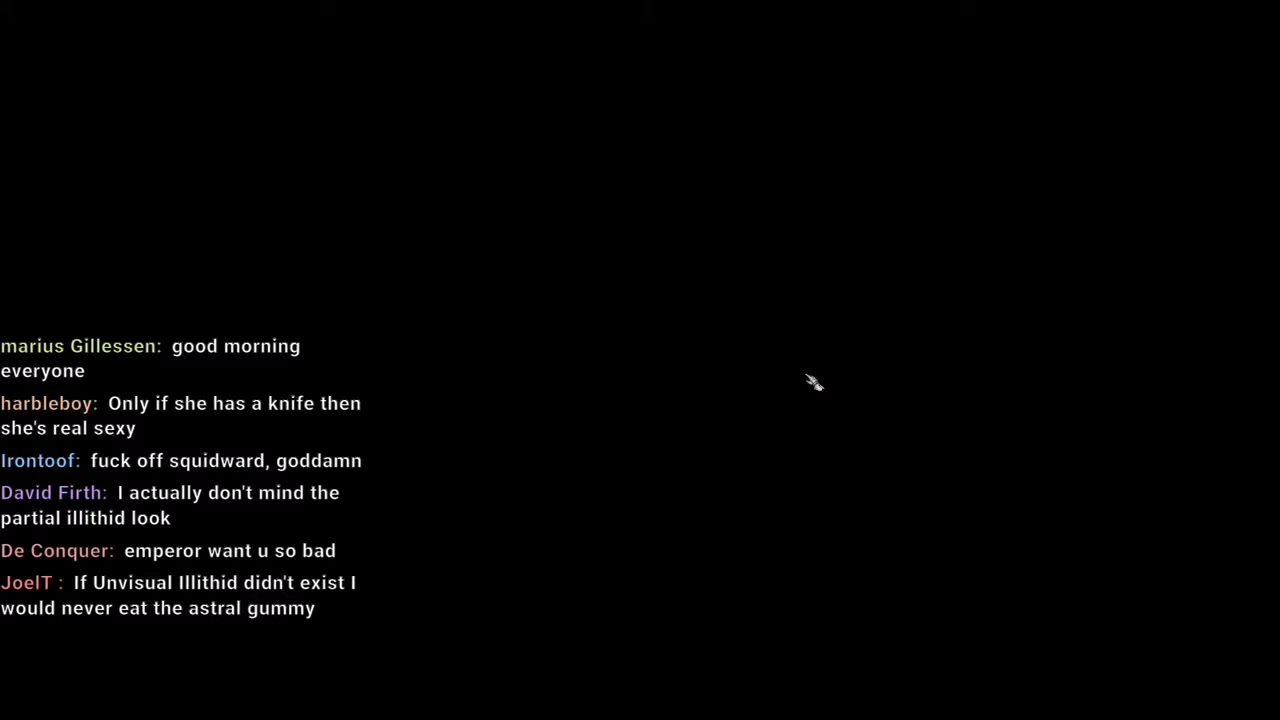 marius Gillessen: good morning
everyone
harbleboy: Only if she has a knife then
she's real sexy
Irontoof: fuck off squidward, goddamn
David Firth: I actually don't mind the
partial illithid look
De Conquer: emperor want u so bad
JoelT : If Unvisual Illithid didn't exist I
would never eat the astral gummy